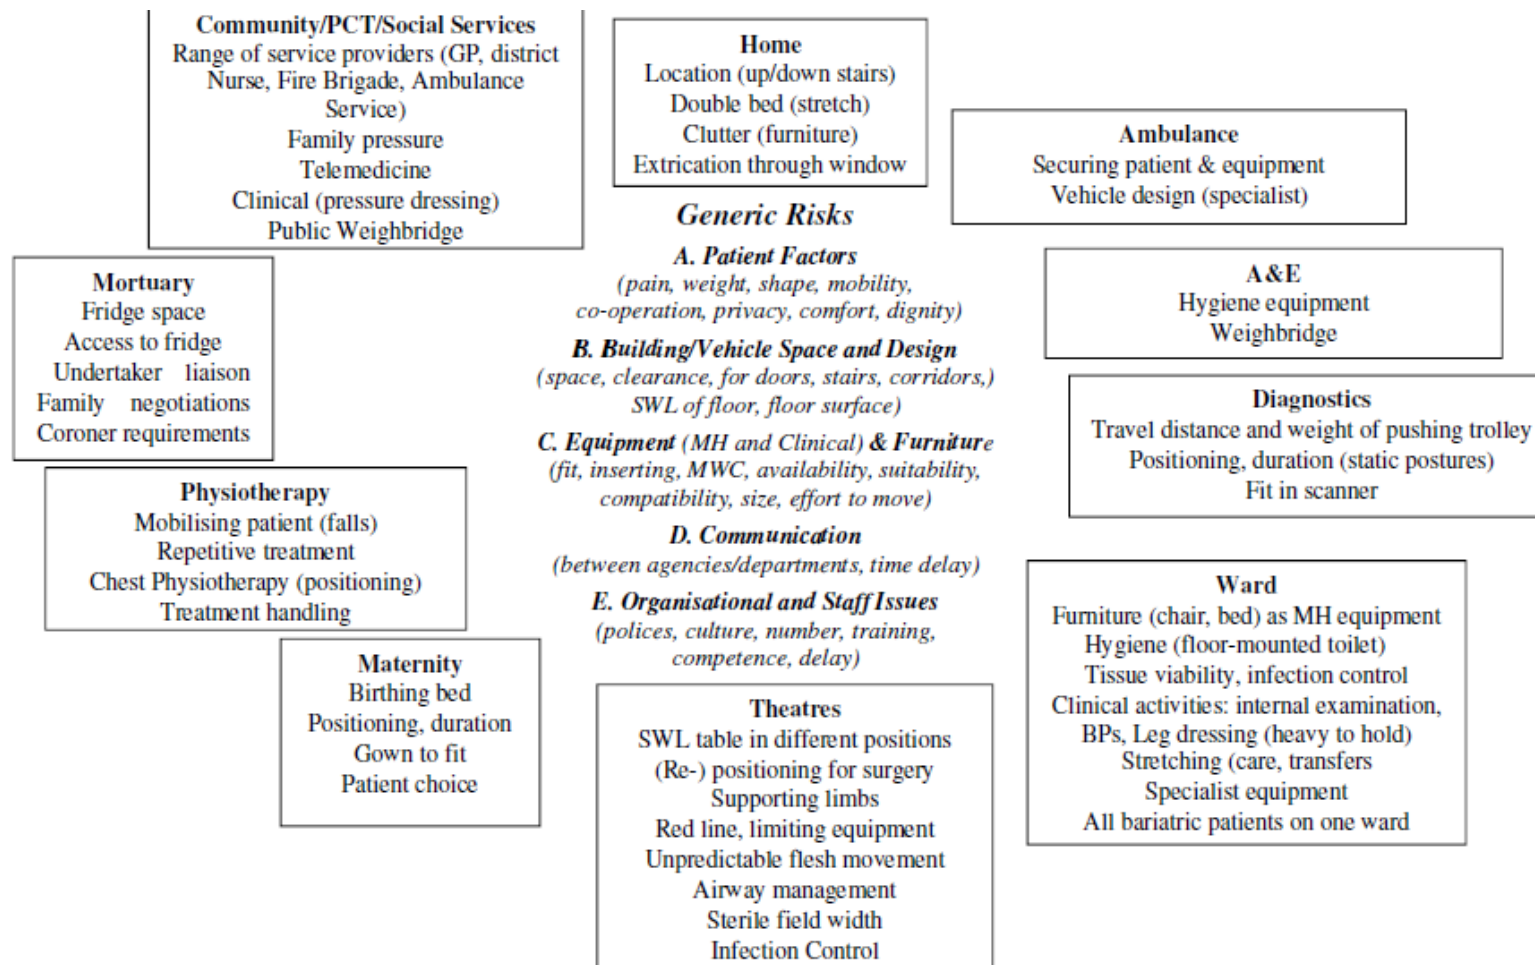 Community/PCT/Social Services
Range of service providers (GP, district
Nurse, Fire Brigade, Ambulance
Service)
Family pressure
Telemedicine
Clinical (pressure dressing)
Public Weighbridge
Home
Location (up/down stairs)
Double bed (stretch)
Clutter (furniture)
Extrication through window
Ambulance
Securing patient & equipment
Vehicle design (specialist)
Generic Risks
A. Patient Factors
(pain, weight, shape, mobility,
co-operation, privacy, comfort, dignity)
B. Building/Vehicle Space and Design
(space, clearance, for doors, stairs, corridors,)
SWL of floor, floor surface)
C. Equipment (MH and Clinical) & Furniture
(fit, inserting, MWC, availability, suitability,
compatibility, size, effort to move)
D. Communication
(between agencies/departments, time delay)
E. Organisational and Staff Issues
(polices, culture, number, training,
competence, delay)
A&E
Hygiene equipment
Weighbridge
Mortuary
Fridge space
Access to fridge
Undertaker liaison
Family negotiations
Coroner requirements
Diagnostics
Travel distance and weight of pushing trolley
Positioning, duration (static postures)
Fit in scanner
Physiotherapy
Mobilising patient (falls)
Repetitive treatment
Chest Physiotherapy (positioning)
Treatment handling
Ward
Furniture (chair, bed) as MH equipment
Hygiene (floor-mounted toilet)
Tissue viability, infection control
Clinical activities: internal examination,
BPs, Leg dressing (heavy to hold)
Stretching (care, transfers
Specialist equipment
All bariatric patients on one ward
Maternity
Birthing bed
Positioning, duration
Gown to fit
Patient choice
Theatres
SWL table in different positions
(Re-) positioning for surgery
Supporting limbs
Red line, limiting equipment
Unpredictable flesh movement
Airway management
Sterile field width
Infection Control